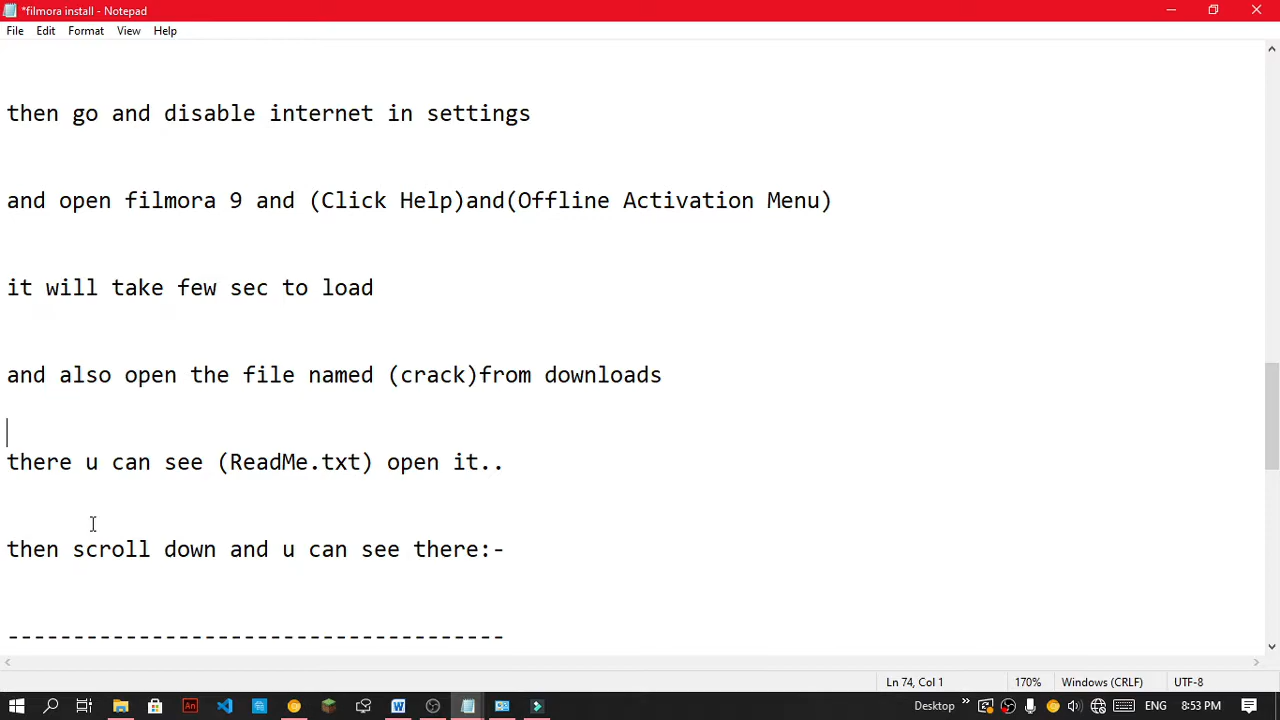 *filmora install - Notepad
File Edit Format View Help
then go and disable internet in settings
and open filmora 9 and (Click Help)and(Offline Activation Menu)
it will take few sec to load
and also open the file named (crack)from downloads
there u can see (ReadMe.txt) open it..
then scroll down and u can see there:-
--------------------------------------
Ln 74, Col 1 170% Windows (CRLF) UTF-8
An W Desktop ENG 8:53 PM